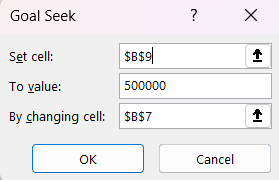 Goal Seek ? ×
Set cell: $B$9
To value: 500000
By changing cell: $B$7
OK Cancel